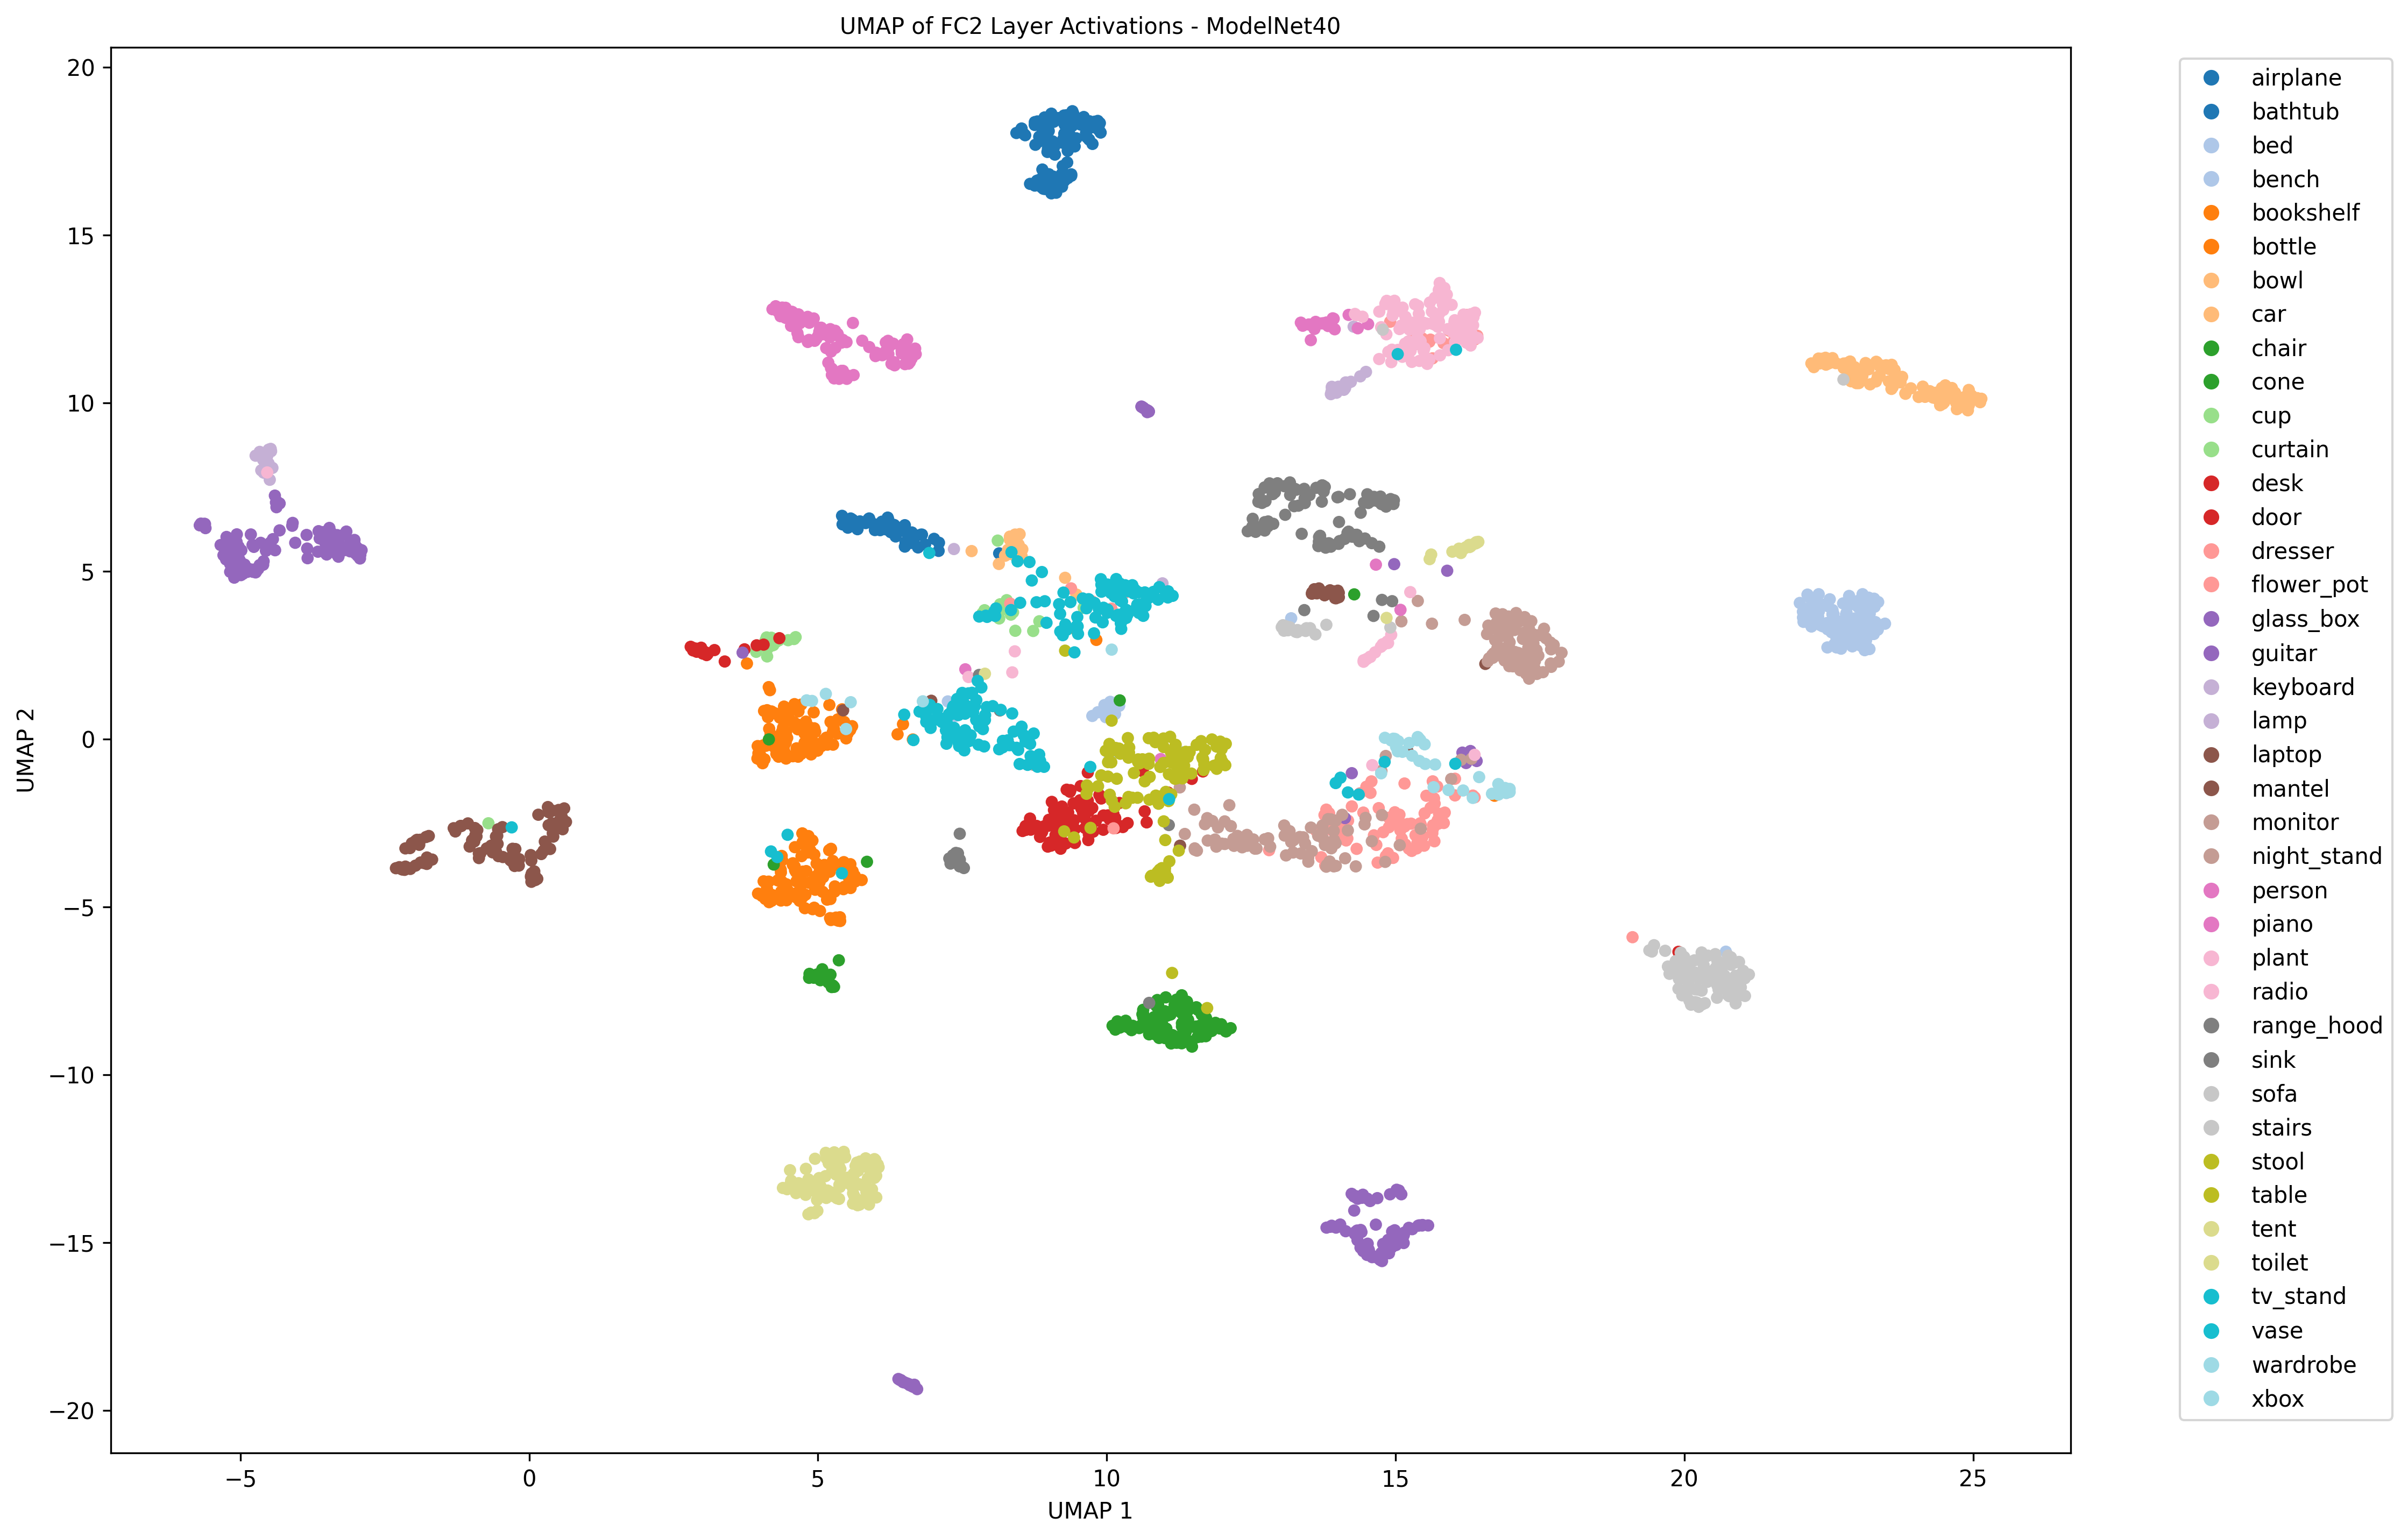 UMAP of FC2 Layer Activations - ModelNet40
20
15
10
5
0
−5
−10
−15
−20
UMAP 2
−5
0
5
10
15
20
25
UMAP 1
airplane
bathtub
bed
bench
bookshelf
bottle
bowl
car
chair
cone
cup
curtain
desk
door
dresser
flower_pot
glass_box
guitar
keyboard
lamp
laptop
mantel
monitor
night_stand
person
piano
plant
radio
range_hood
sink
sofa
stairs
stool
table
tent
toilet
tv_stand
vase
wardrobe
xbox